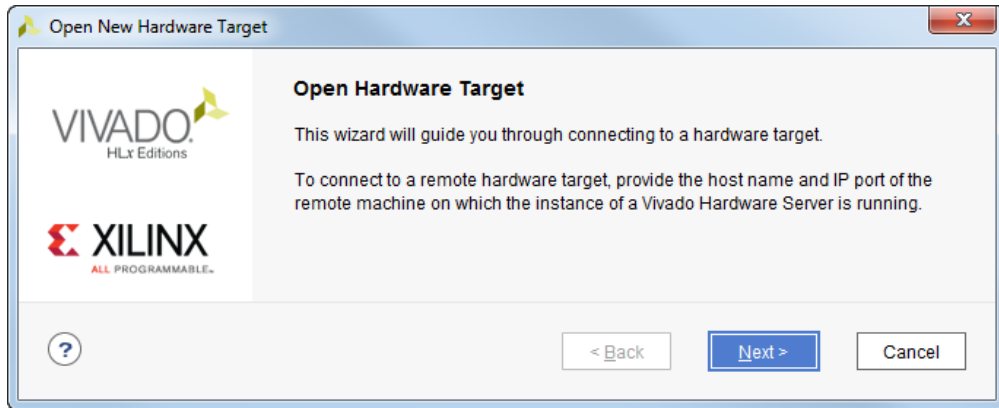 Open New Hardware Target
VIVADO.
HLx Editions
XILINX
ALL PROGRAMMABLE™
Open Hardware Target
This wizard will guide you through connecting to a hardware target.
To connect to a remote hardware target, provide the host name and IP port of the
remote machine on which the instance of a Vivado Hardware Server is running.
?
< Back
Next >
Cancel